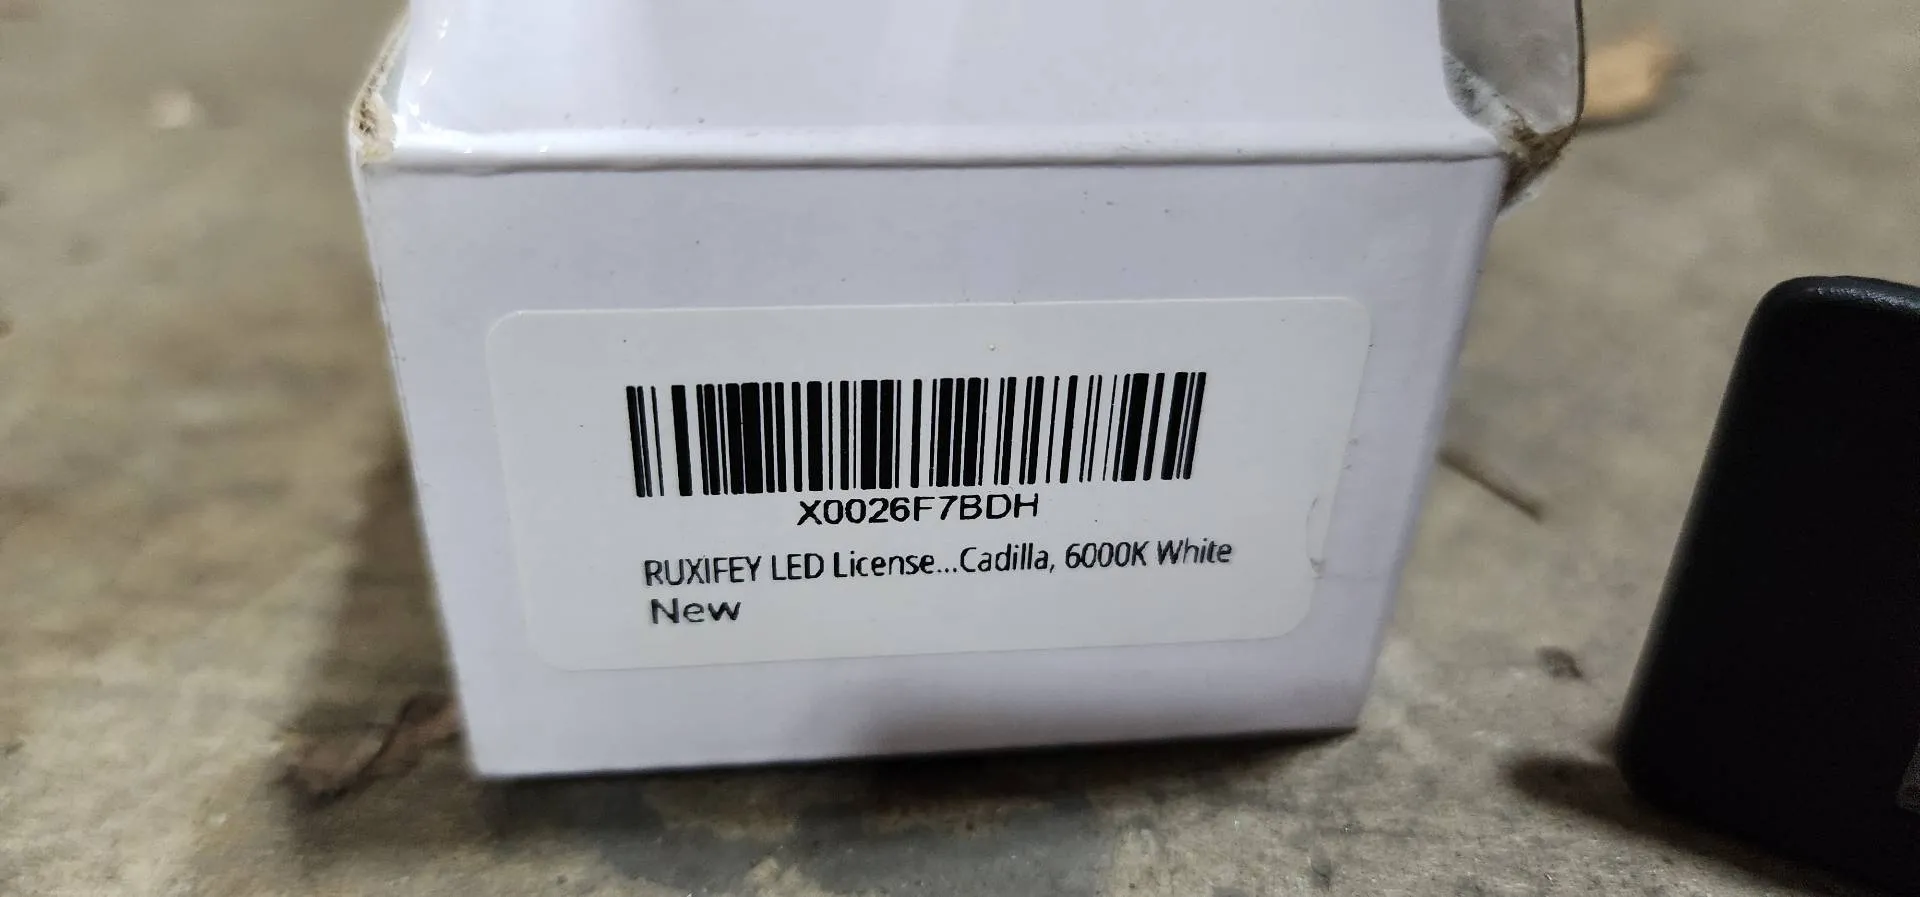 X0026F7BDH
RUXIFEY LED License...Cadilla, 6000K White
New